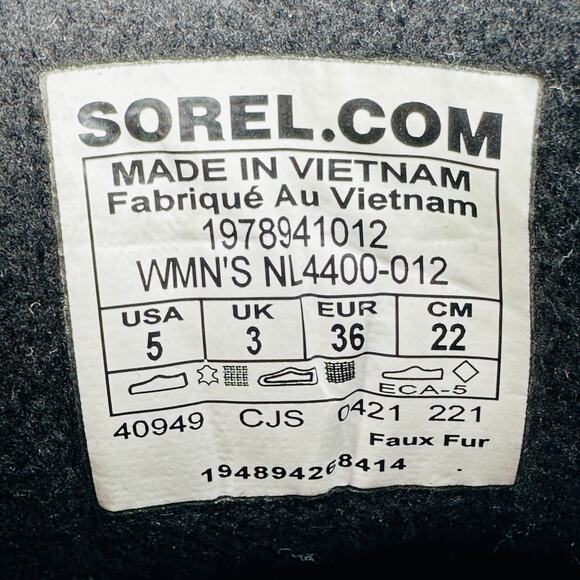 SOREL.COM
MADE IN VIETNAM
Fabriqué Au Vietnam
1978941012
WMN'S NL4400-012
USA UK EUR CM
5 3 36 22
ECA-5
40949 CJS 0421 221
Faux Fur
194894268414